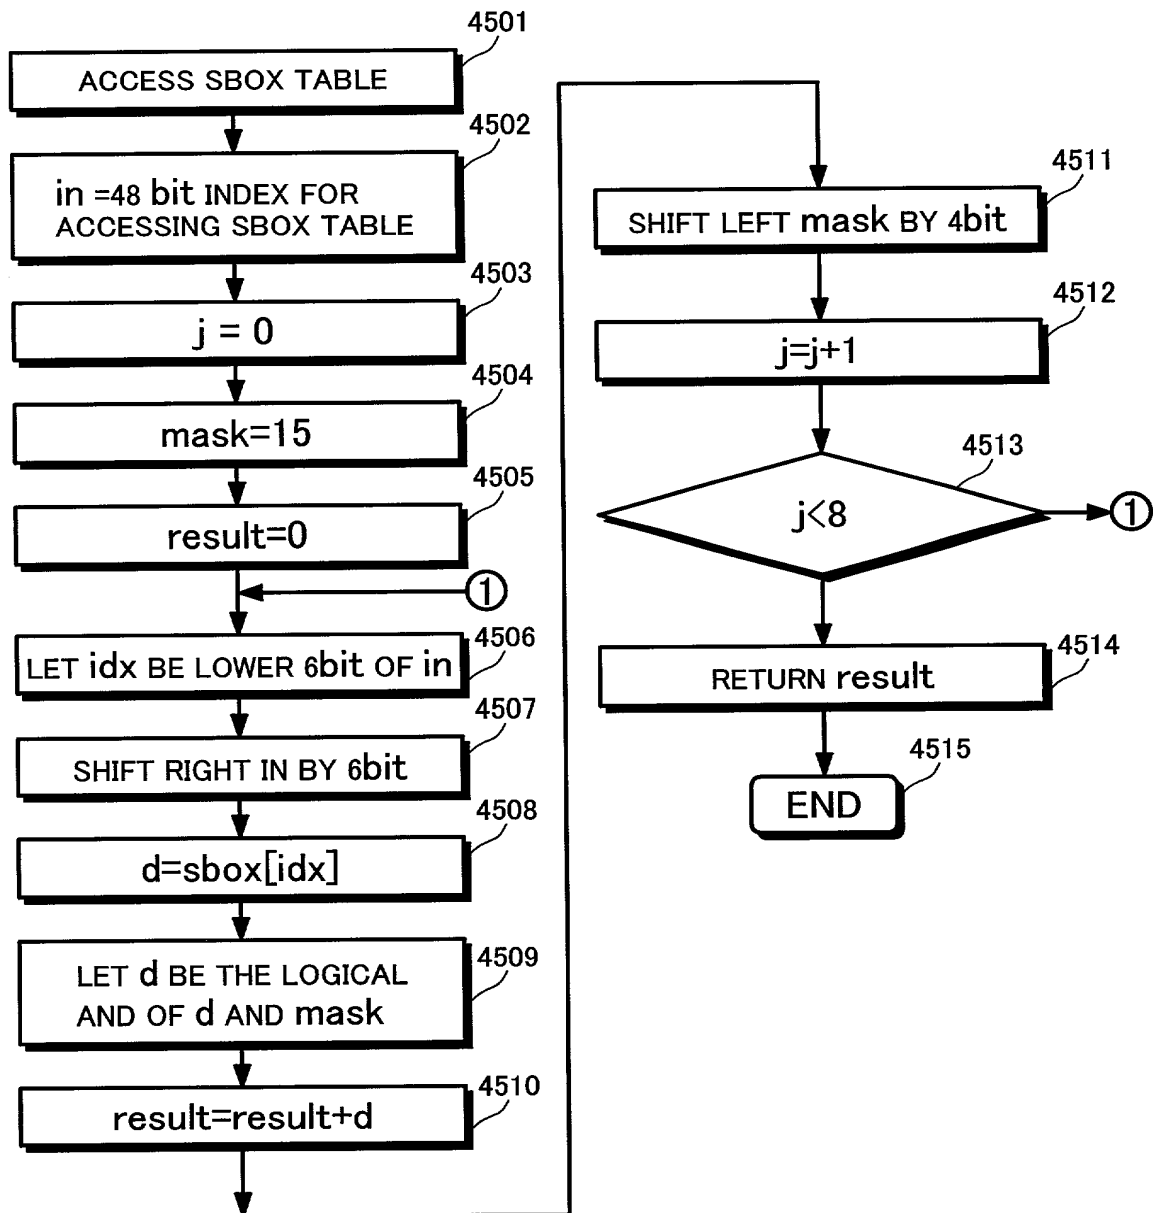 4501
ACCESS SBOX TABLE
4502
in =48 bit INDEX FOR
ACCESSING SBOX TABLE
4503
j = 0
4504
mask=15
4505
result=0
1
4506
LET idx BE LOWER 6bit OF in
4507
SHIFT RIGHT IN BY 6bit
4508
d=sbox[idx]
4509
LET d BE THE LOGICAL
AND OF d AND mask
4510
result=result+d
4511
SHIFT LEFT mask BY 4bit
4512
j=j+1
4513
j<8
1
4514
RETURN result
4515
END